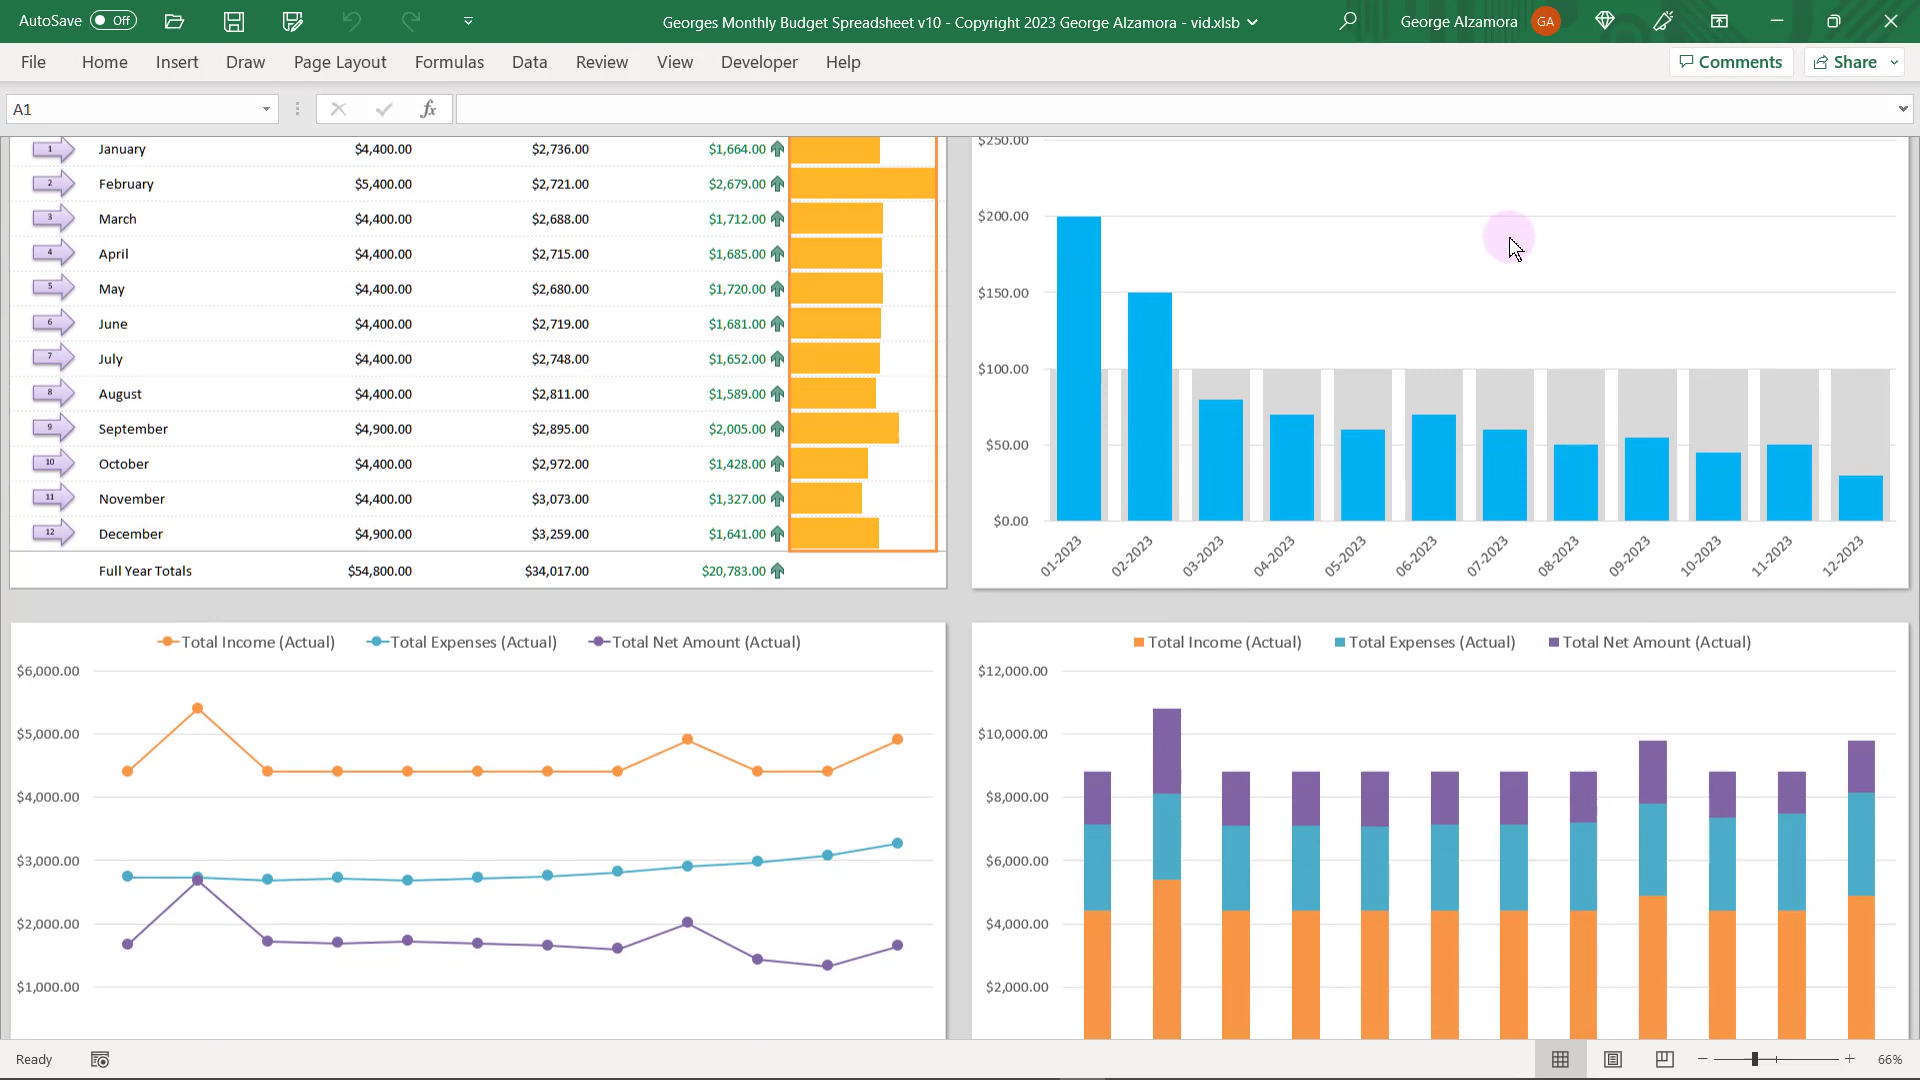 AutoSave Off Georges Monthly Budget Spreadsheet v10 - Copyright 2023 George Alzamora - vid.xlsb George Alzamora GA
File Home Insert Draw Page Layout Formulas Data Review View Developer Help Comments Share
A1 fx
1 January $4,400.00 $2,736.00 $1,664.00
2 February $5,400.00 $2,721.00 $2,679.00
3 March $4,400.00 $2,688.00 $1,712.00
4 April $4,400.00 $2,715.00 $1,685.00
5 May $4,400.00 $2,680.00 $1,720.00
6 June $4,400.00 $2,719.00 $1,681.00
7 July $4,400.00 $2,748.00 $1,652.00
8 August $4,400.00 $2,811.00 $1,589.00
9 September $4,900.00 $2,895.00 $2,005.00
10 October $4,400.00 $2,972.00 $1,428.00
11 November $4,400.00 $3,073.00 $1,327.00
12 December $4,900.00 $3,259.00 $1,641.00
Full Year Totals $54,800.00 $34,017.00 $20,783.00
$250.00
$200.00
$150.00
$100.00
$50.00
$0.00
01-2023 02-2023 03-2023 04-2023 05-2023 06-2023 07-2023 08-2023 09-2023 10-2023 11-2023 12-2023
Total Income (Actual) Total Expenses (Actual) Total Net Amount (Actual)
$6,000.00
$5,000.00
$4,000.00
$3,000.00
$2,000.00
$1,000.00
Total Income (Actual) Total Expenses (Actual) Total Net Amount (Actual)
$12,000.00
$10,000.00
$8,000.00
$6,000.00
$4,000.00
$2,000.00
Ready 66%